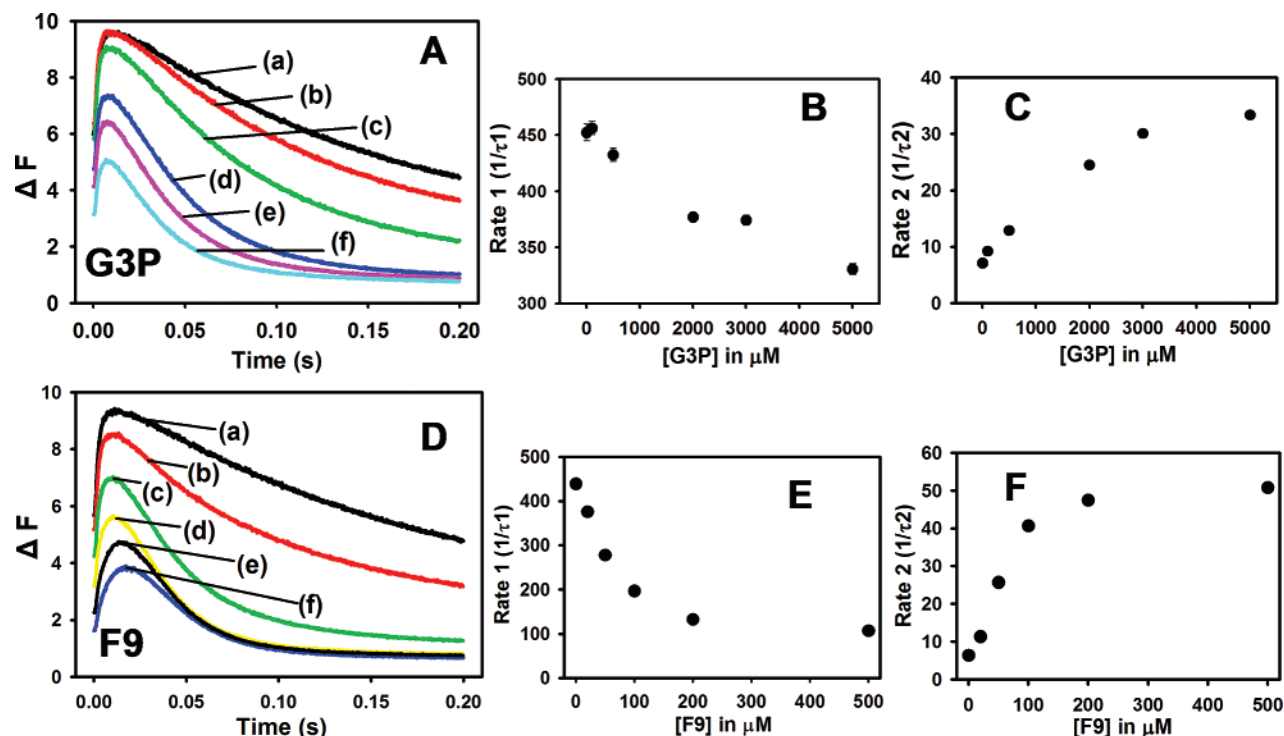 A
10
8
6
4
2
0
Δ F
(a)
(b)
(c)
(d)
(e)
(f)
G3P
0.00 0.05 0.10 0.15 0.20
Time (s)
B
500
450
400
350
300
Rate 1 (1/τ1)
0 1000 2000 3000 4000 5000
[G3P] in μM
C
40
30
20
10
0
Rate 2 (1/τ2)
0 1000 2000 3000 4000 5000
[G3P] in μM
D
10
8
6
4
2
0
Δ F
(a)
(b)
(c)
(d)
(e)
(f)
F9
0.00 0.05 0.10 0.15 0.20
Time (s)
E
500
400
300
200
100
0
Rate 1 (1/τ1)
0 100 200 300 400 500
[F9] in μM
F
60
50
40
30
20
10
0
Rate 2 (1/τ2)
0 100 200 300 400 500
[F9] in μM